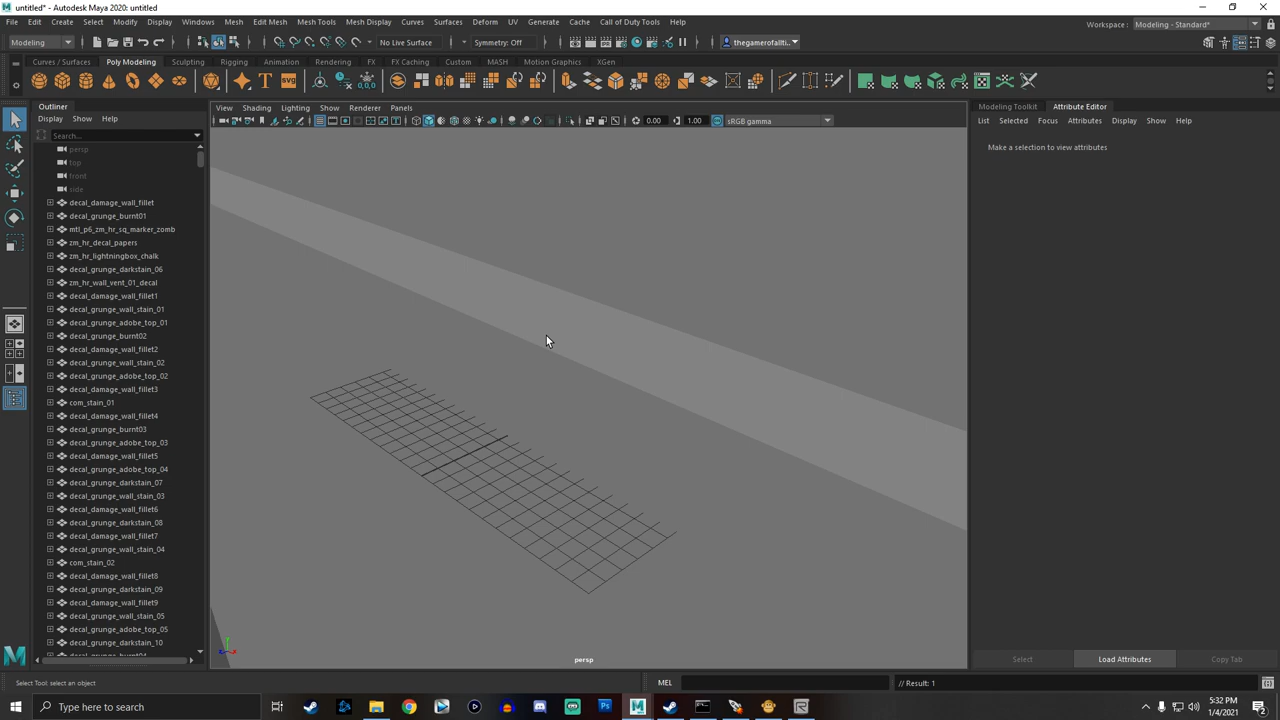 untitled* - Autodesk Maya 2020: untitled
File Edit Create Select Modify Display Windows Mesh Edit Mesh Mesh Tools Mesh Display Curves Surfaces Deform UV Generate Cache Call of Duty Tools Help
Workspace : Modeling - Standard*
Modeling No Live Surface Symmetry: Off
Curves / Surfaces Poly Modeling Sculpting Rigging Animation Rendering FX FX Caching Custom MASH Motion Graphics XGen
Outliner
Display Show Help
Search...
persp
top
front
side
decal_damage_wall_fillet
decal_grunge_burnt01
mtl_p6_zm_hr_sq_marker_zomb
zm_hr_decal_papers
zm_hr_lightningbox_chalk
decal_grunge_darkstain_06
zm_hr_wall_vent_01_decal
decal_damage_wall_fillet1
decal_grunge_wall_stain_01
decal_grunge_adobe_top_01
decal_grunge_burnt02
decal_damage_wall_fillet2
decal_grunge_wall_stain_02
decal_grunge_adobe_top_02
decal_damage_wall_fillet3
com_stain_01
decal_damage_wall_fillet4
decal_grunge_burnt03
decal_grunge_adobe_top_03
decal_damage_wall_fillet5
decal_grunge_adobe_top_04
decal_grunge_darkstain_07
decal_grunge_wall_stain_03
decal_damage_wall_fillet6
decal_grunge_darkstain_08
decal_damage_wall_fillet7
decal_grunge_wall_stain_04
com_stain_02
decal_damage_wall_fillet8
decal_grunge_darkstain_09
decal_damage_wall_fillet9
decal_grunge_wall_stain_05
decal_grunge_adobe_top_05
decal_grunge_darkstain_10
View Shading Lighting Show Renderer Panels
0.00 1.00 sRGB gamma
persp
Modeling Toolkit Attribute Editor
List Selected Focus Attributes Display Show Help
Make a selection to view attributes
Select Load Attributes Copy Tab
Select Tool: select an object
MEL
// Result: 1
Type here to search
5:32 PM
1/4/2021